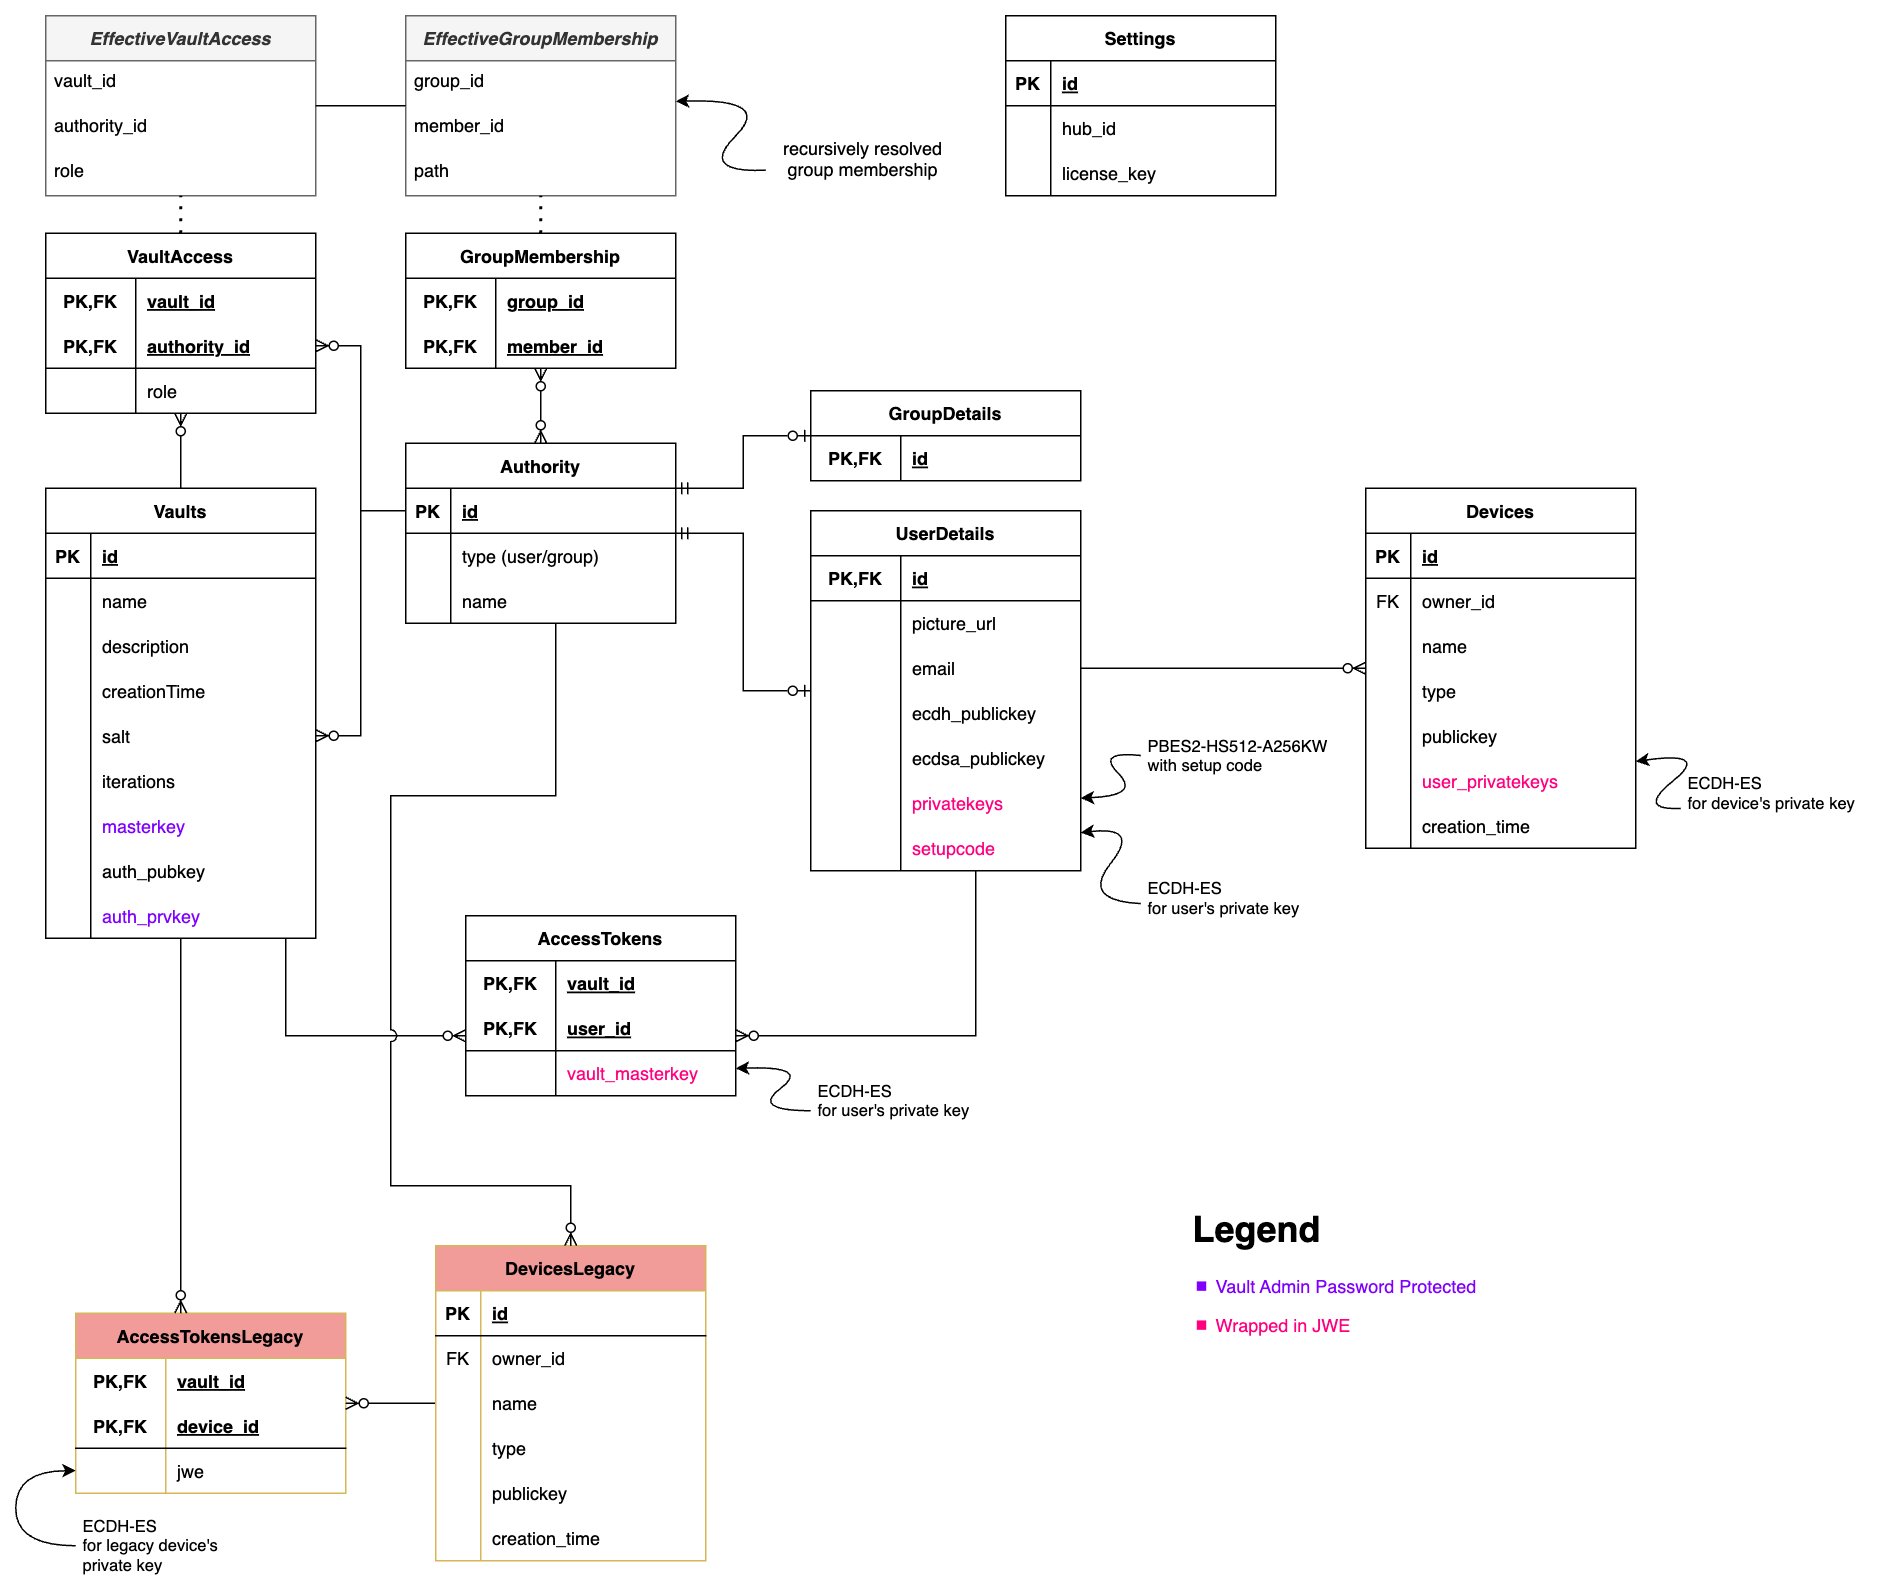 EffectiveVaultAccess
vault_id
authority_id
role
EffectiveGroupMembership
group_id
member_id
path
recursively resolved
group membership
Settings
PK id
hub_id
license_key
VaultAccess
PK,FK vault_id
PK,FK authority_id
role
GroupMembership
PK,FK group_id
PK,FK member_id
GroupDetails
PK,FK id
Authority
PK id
type (user/group)
name
Vaults
PK id
name
description
creationTime
salt
iterations
masterkey
auth_pubkey
auth_prvkey
UserDetails
PK,FK id
picture_url
email
ecdh_publickey
ecdsa_publickey
privatekeys
setupcode
PBES2-HS512-A256KW
with setup code
ECDH-ES
for user's private key
Devices
PK id
FK owner_id
name
type
publickey
user_privatekeys
creation_time
ECDH-ES
for device's private key
AccessTokens
PK,FK vault_id
PK,FK user_id
vault_masterkey
ECDH-ES
for user's private key
DevicesLegacy
PK id
FK owner_id
name
type
publickey
creation_time
AccessTokensLegacy
PK,FK vault_id
PK,FK device_id
jwe
ECDH-ES
for legacy device's
private key
Legend
Vault Admin Password Protected
Wrapped in JWE